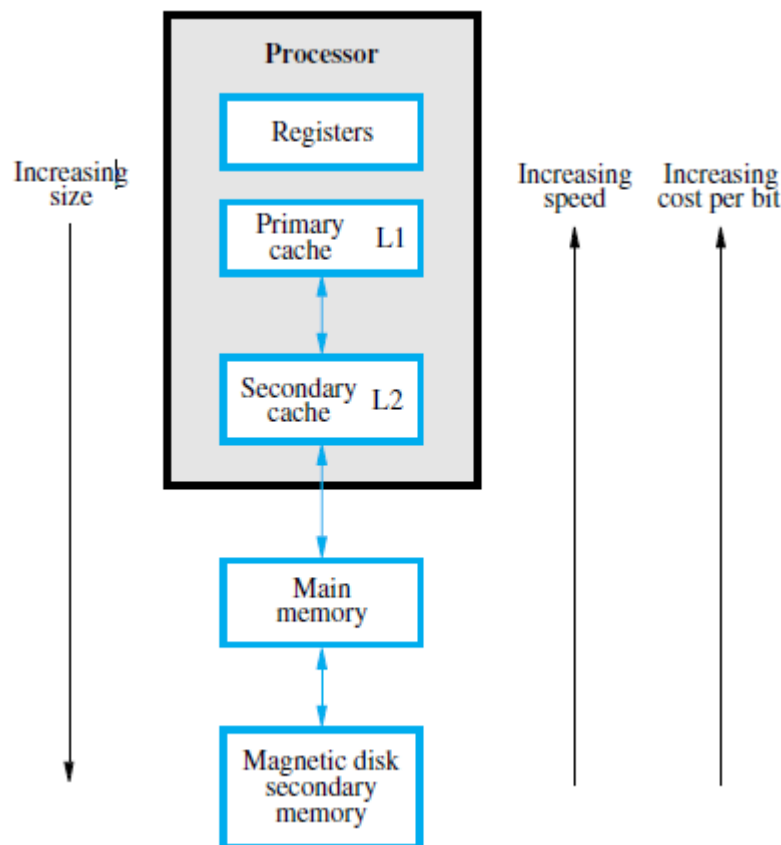 Processor
Registers
Increasing
size
Increasing
speed
Increasing
cost per bit
Primary
cache L1
Secondary
cache L2
Main
memory
Magnetic disk
secondary
memory